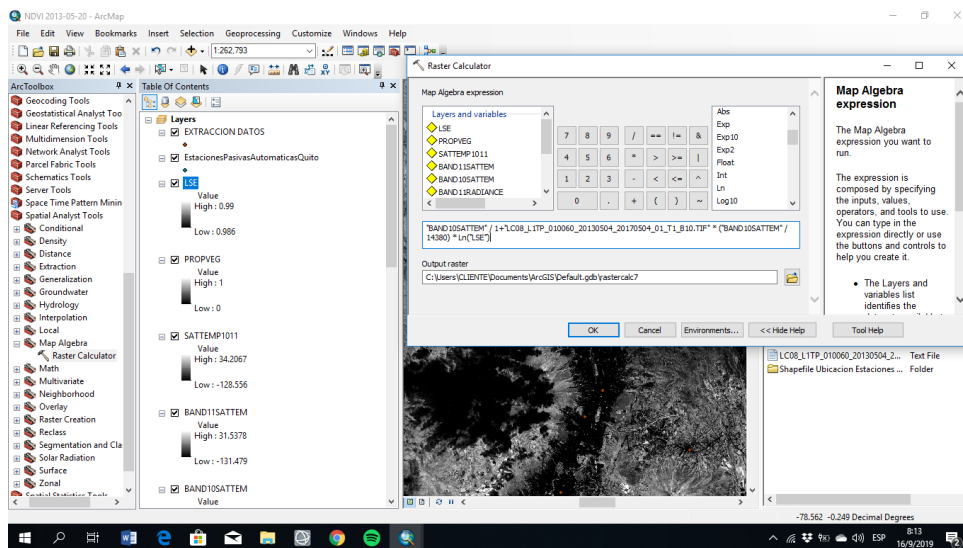 NDVI 2013-05-20 - ArcMap
File Edit View Bookmarks Insert Selection Geoprocessing Customize Windows Help
1:262,793
ArcToolbox
Geocoding Tools
Geostatistical Analyst Too
Linear Referencing Tools
Multidimension Tools
Network Analyst Tools
Parcel Fabric Tools
Schematics Tools
Server Tools
Space Time Pattern Minin
Spatial Analyst Tools
Conditional
Density
Distance
Extraction
Generalization
Groundwater
Hydrology
Interpolation
Local
Map Algebra
Raster Calculator
Math
Multivariate
Neighborhood
Overlay
Raster Creation
Reclass
Segmentation and Cla
Solar Radiation
Surface
Zonal
Table Of Contents
Layers
EXTRACCION DATOS
EstacionesPasivasAutomaticasQuito
LSE
Value
High : 0.99
Low : 0.986
PROPVEG
Value
High : 1
Low : 0
SATTEMP1011
Value
High : 34.2067
Low : -128.556
BAND11SATTEM
Value
High : 31.5378
Low : -131.479
BAND10SATTEM
Value
Raster Calculator
Map Algebra expression
Layers and variables
LSE
PROPVEG
SATTEMP1011
BAND11SATTEM
BAND10SATTEM
BAND11RADIANCE
7 8 9 / == != &
4 5 6 * > >= |
1 2 3 - < <= ^
0 . + ( ) ~
Abs
Exp
Exp10
Exp2
Float
Int
Ln
Log10
"BAND10SATTEM" / 1+"LC08_L1TP_010060_20130504_20170504_01_T1_B10.TIF" * ("BAND10SATTEM" /
14380) * Ln("LSE")
Output raster
C:\Users\CLIENTE\Documents\ArcGIS\Default.gdb\rastercalc7
OK Cancel Environments... << Hide Help Tool Help
Map Algebra
expression
The Map Algebra
expression you want to
run.
The expression is
composed by specifying
the inputs, values,
operators, and tools to use.
You can type in the
expression directly or use
the buttons and controls to
help you create it.
• The Layers and
variables list
identifies the
LC08_L1TP_010060_20130504_2... Text File
Shapefile Ubicacion Estaciones ... Folder
-78.562 -0.249 Decimal Degrees
ESP
8:13
16/9/2019